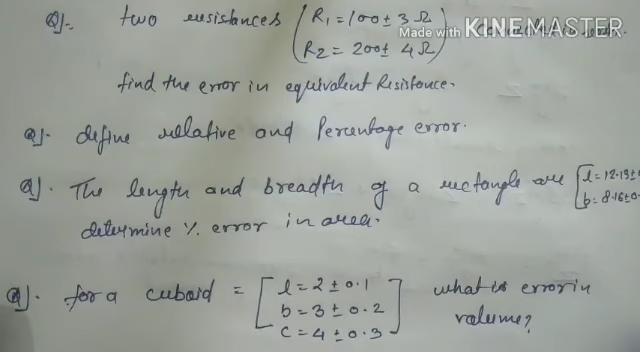 Q]:- two resistances (R1 = 100 ± 3 Ω
R2 = 200 ± 4 Ω)
Made with KINEMASTER
find the error in equivalent Resistance.
Q]. define relative and Percentage error.
Q]. The length and breadth of a rectangle are [l = 12.13 ±
b = 8.16 ± 0.
determine % error in area.
Q]. for a cuboid = [l = 2 ± 0.1
b = 3 ± 0.2
c = 4 ± 0.3] what is error in
volume?